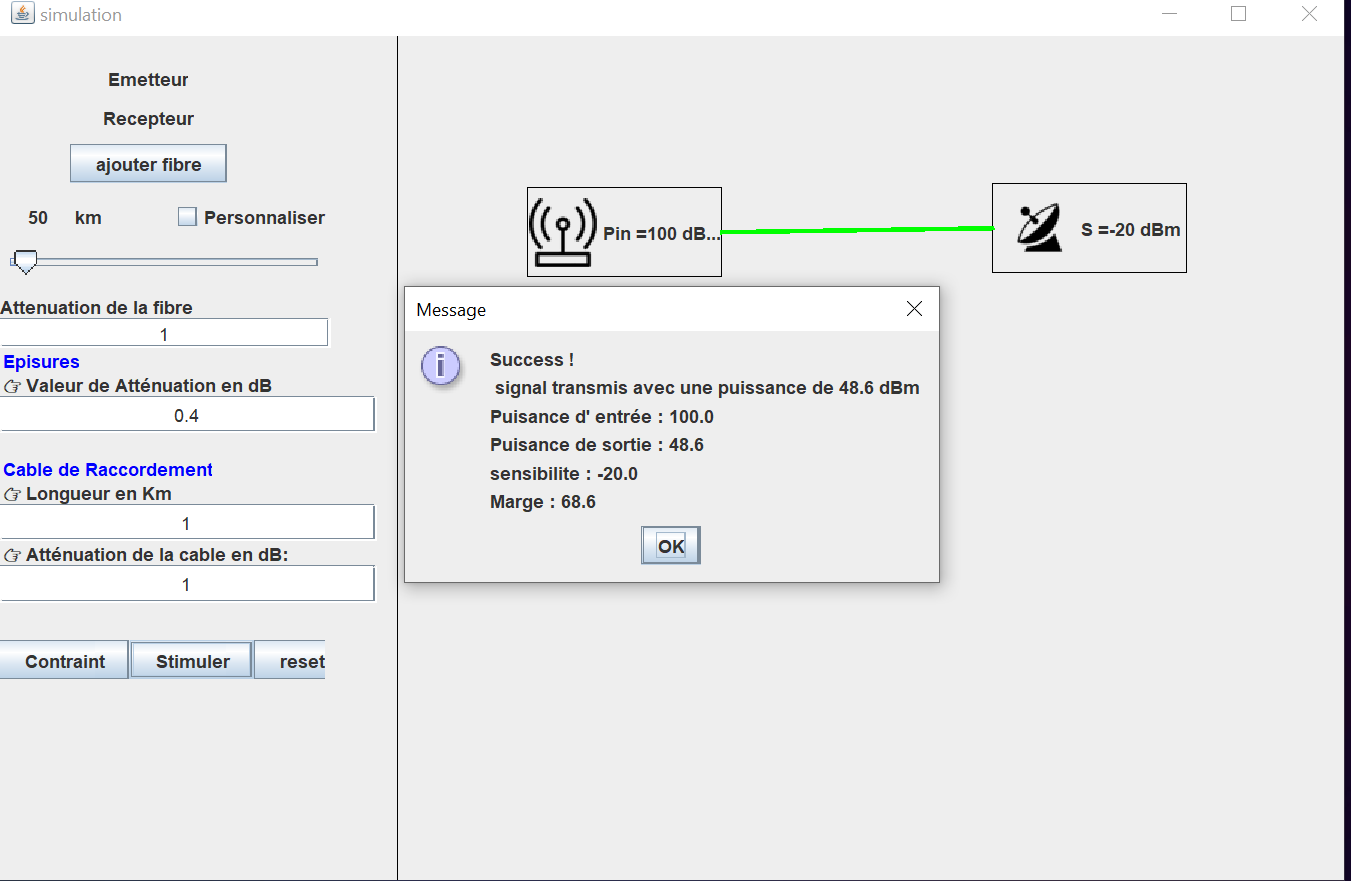 simulation
Emetteur
Recepteur
ajouter fibre
50 km Personnaliser
Attenuation de la fibre
1
Episures
☞ Valeur de Atténuation en dB
0.4
Cable de Raccordement
☞ Longueur en Km
1
☞ Atténuation de la cable en dB:
1
Contraint Stimuler reset
Pin =100 dB...
S =-20 dBm
Message
Success !
signal transmis avec une puissance de 48.6 dBm
Puisance d' entrée : 100.0
Puisance de sortie : 48.6
sensibilite : -20.0
Marge : 68.6
OK